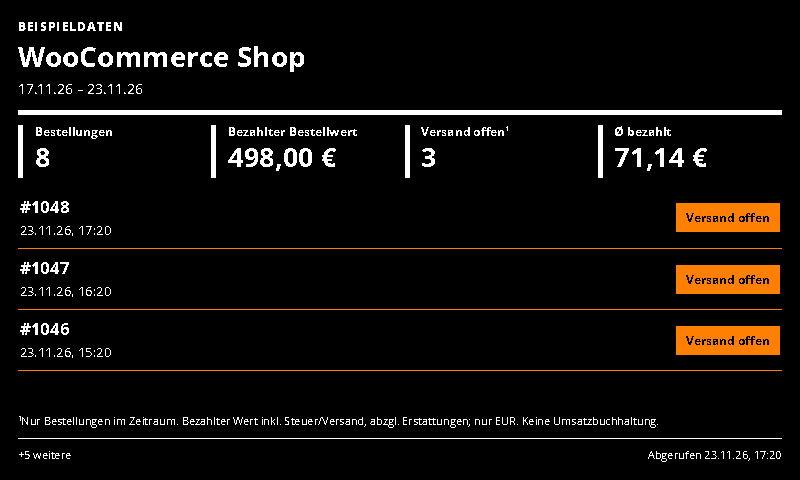 BEISPIELDATEN
WooCommerce Shop
17.11.26 – 23.11.26
Bestellungen
8
Bezahlter Bestellwert
498,00 €
Versand offen¹
3
Ø bezahlt
71,14 €
#1048
23.11.26, 17:20
Versand offen
#1047
23.11.26, 16:20
Versand offen
#1046
23.11.26, 15:20
Versand offen
¹Nur Bestellungen im Zeitraum. Bezahlter Wert inkl. Steuer/Versand, abzgl. Erstattungen; nur EUR. Keine Umsatzbuchhaltung.
+5 weitere
Abgerufen 23.11.26, 17:20